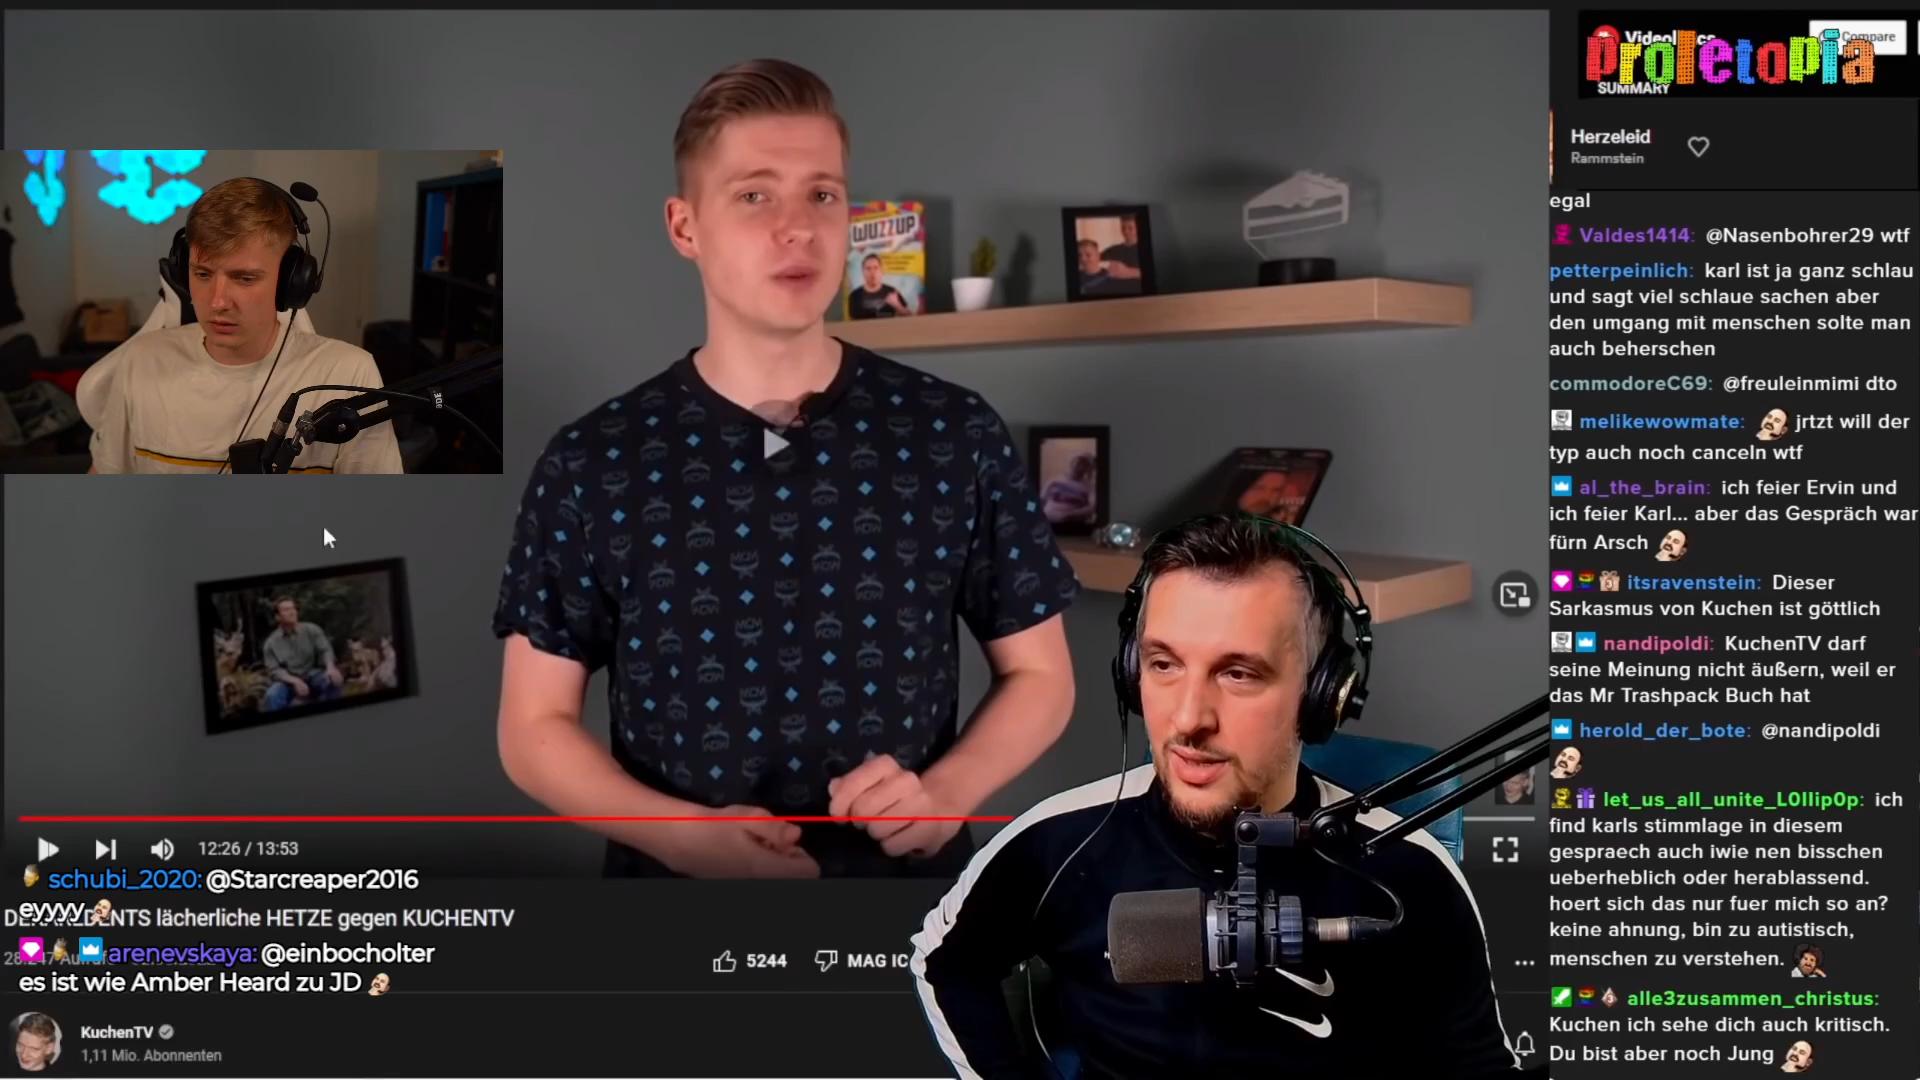 Compare
Proletopia
SUMMARY
Herzeleid
Rammstein
egal
Valdes1414: @Nasenbohrer29 wtf
petterpeinlich: karl ist ja ganz schlau
und sagt viel schlaue sachen aber
den umgang mit menschen solte man
auch beherschen
commodoreC69: @freuleinmimi dto
melikewowmate: jrtzt will der
typ auch noch canceln wtf
al_the_brain: ich feier Ervin und
ich feier Karl... aber das Gespräch war
fürn Arsch
itsravenstein: Dieser
Sarkasmus von Kuchen ist göttlich
nandipoldi: KuchenTV darf
seine Meinung nicht äußern, weil er
das Mr Trashpack Buch hat
herold_der_bote: @nandipoldi
let_us_all_unite_L0llip0p: ich
find karls stimmlage in diesem
gespraech auch iwie nen bisschen
ueberheblich oder herablassend.
hoert sich das nur fuer mich so an?
keine ahnung, bin zu autistisch,
menschen zu verstehen.
alle3zusammen_christus:
Kuchen ich sehe dich auch kritisch.
Du bist aber noch Jung
WUZZUP
12:26 / 13:53
schubi_2020: @Starcreaper2016
eyyyy
lächerliche HETZE gegen KUCHENTV
arenevskaya: @einbocholter
es ist wie Amber Heard zu JD
5244
MAG IC
KuchenTV
1,11 Mio. Abonnenten